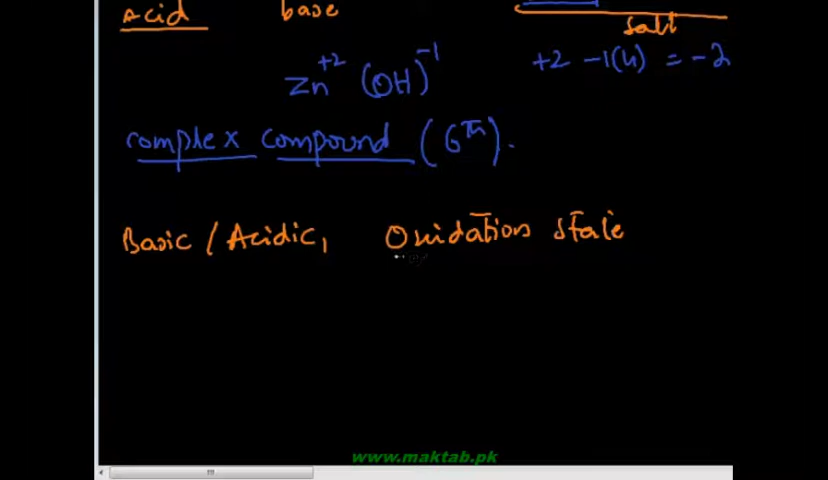 Acid base
salt
Zn+2 (OH)-1 +2 -1(4) = -2
complex compound (6th).
Basic / Acidic, Oxidation state
www.maktab.pk